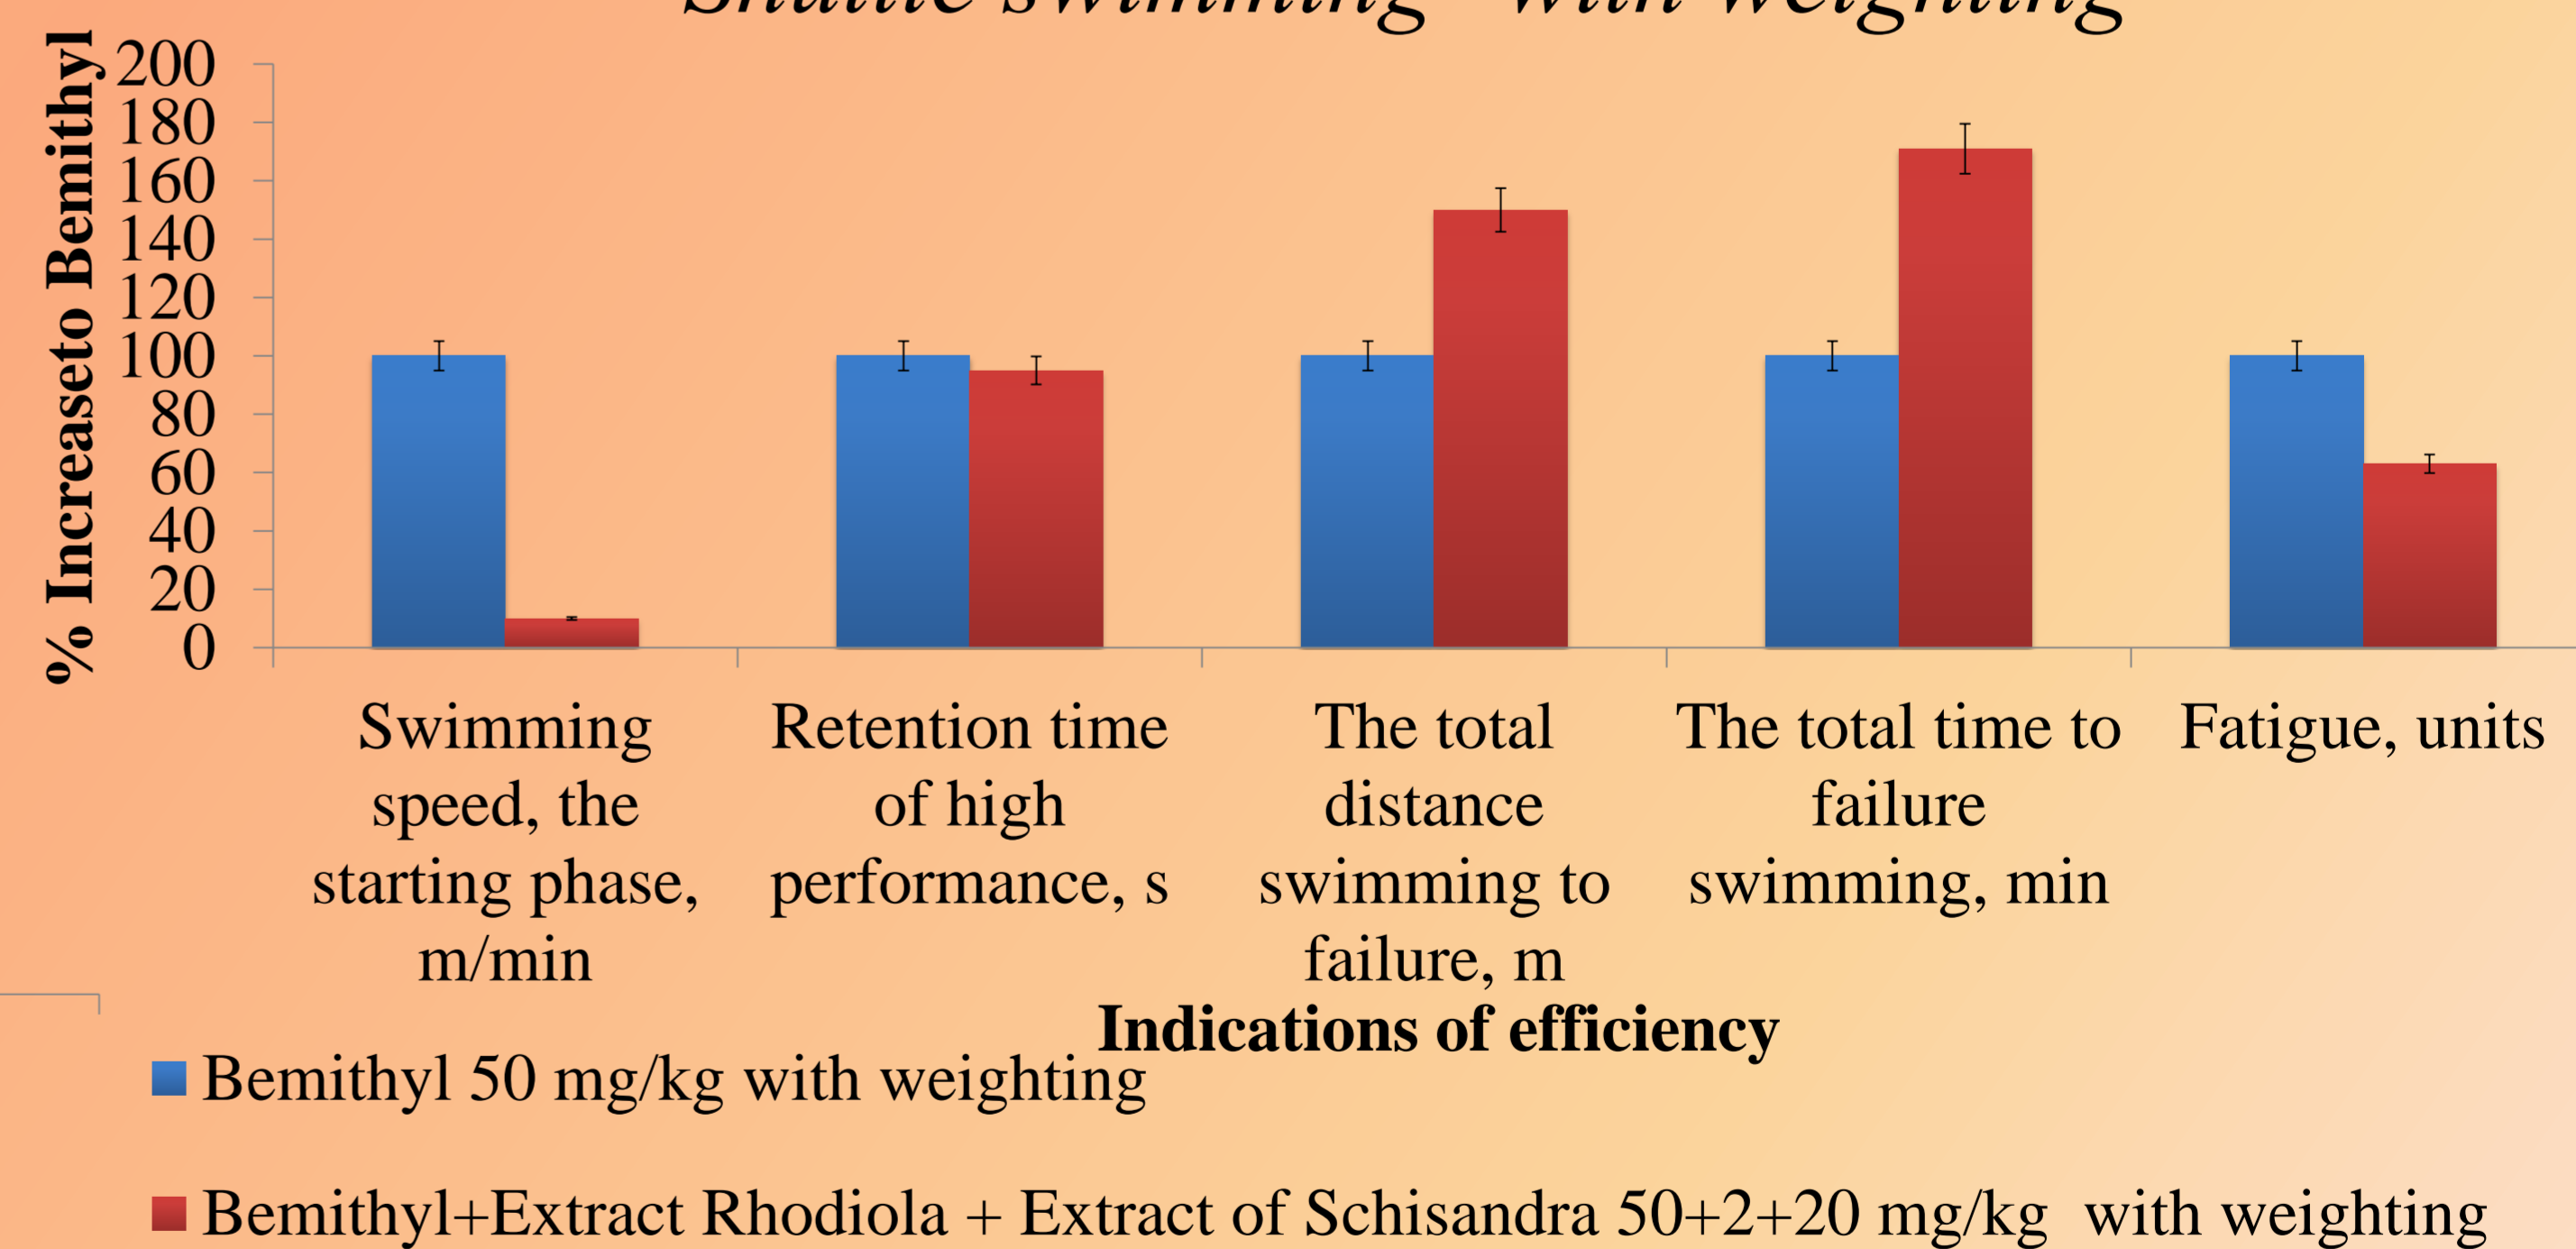 swimming" with weighting
% Increaseto Bemithyl
200
180
160
140
120
100
80
60
40
20
0
Swimming
speed, the
starting phase,
m/min
Retention time
of high
performance, s
The total
distance
swimming to
failure, m
The total time to
failure
swimming, min
Fatigue, units
Indications of efficiency
Bemithyl 50 mg/kg with weighting
Bemithyl+Extract Rhodiola + Extract of Schisandra 50+2+20 mg/kg with weighting